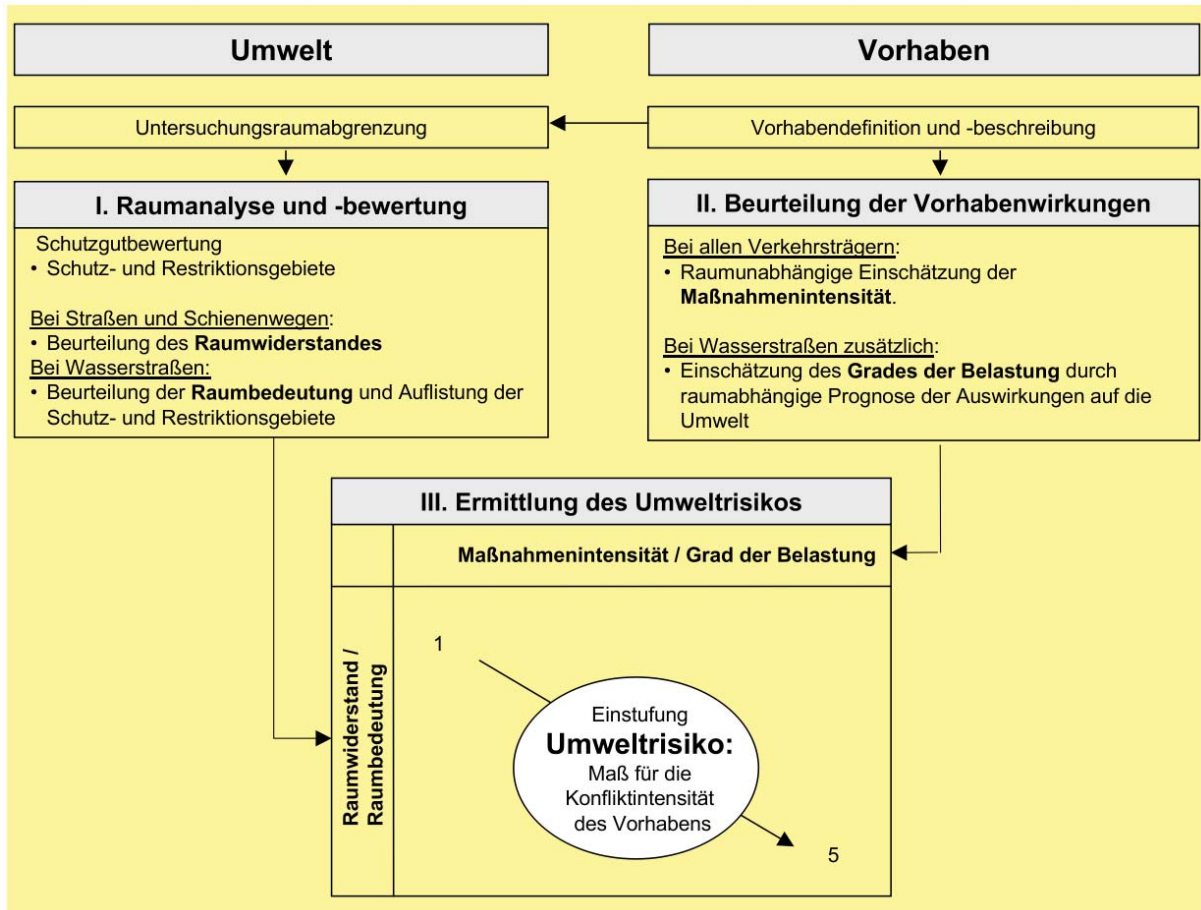 Umwelt
Vorhaben
Untersuchungsraumabgrenzung
Vorhabendefinition und -beschreibung
I. Raumanalyse und -bewertung
Schutzgutbewertung
• Schutz- und Restriktionsgebiete
Bei Straßen und Schienenwegen:
• Beurteilung des Raumwiderstandes
Bei Wasserstraßen:
• Beurteilung der Raumbedeutung und Auflistung der
Schutz- und Restriktionsgebiete
II. Beurteilung der Vorhabenwirkungen
Bei allen Verkehrsträgern:
• Raumunabhängige Einschätzung der
Maßnahmenintensität.
Bei Wasserstraßen zusätzlich:
• Einschätzung des Grades der Belastung durch
raumabhängige Prognose der Auswirkungen auf die
Umwelt
III. Ermittlung des Umweltrisikos
Maßnahmenintensität / Grad der Belastung
Raumwiderstand /
Raumbedeutung
1
Einstufung
Umweltrisiko:
Maß für die
Konfliktintensität
des Vorhabens
5